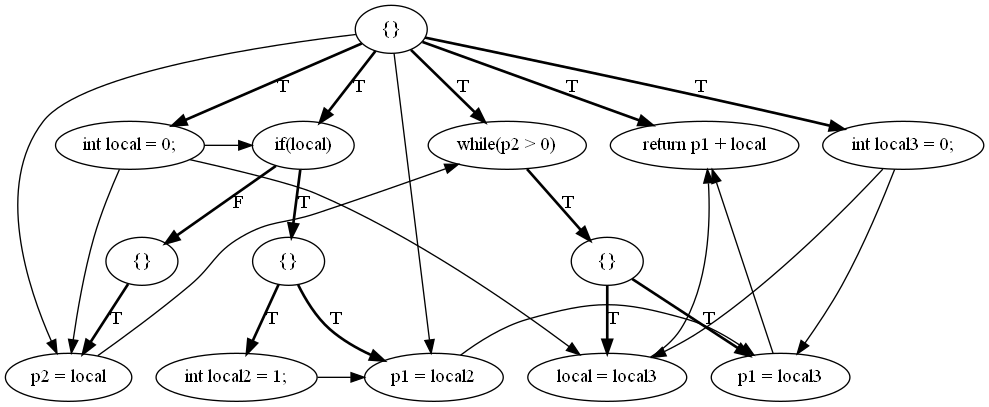 {}
T
T
T
T
T
int local = 0;
if(local)
while(p2 > 0)
return p1 + local
int local3 = 0;
F
T
T
{}
{}
{}
T
T
T
T
T
p2 = local
int local2 = 1;
p1 = local2
local = local3
p1 = local3